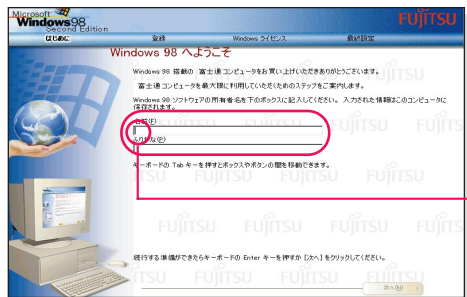 Microsoft
Windows98
Second Edition
FUJITSU
はじめに
登録
Windows ライセンス
最終設定
Windows 98 へようこそ
Windows 98 搭載の 富士通 コンピュータをお買い上げいただきありがとうございます。
富士通 コンピュータを最大限に利用していただくためのステップをご案内します。
Windows 98 ソフトウェアの所有者名を下のボックスに記入してください。 入力された情報はこのコンピュータに
保存されます。
名前(F)
ふりがな(P)
キーボードの Tab キーを押すとボックスやボタンの間を移動できます。
続行する準備ができたらキーボードの Enter キーを押すか [次へ] をクリックしてください。
次へ(N)